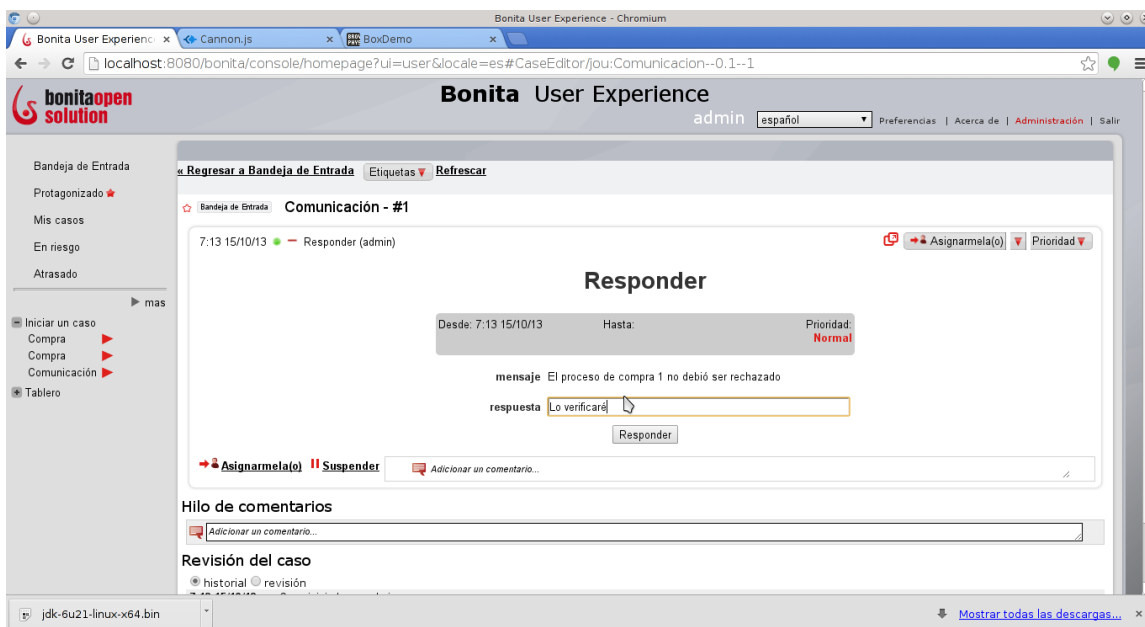 Bonita User Experience - Chromium
Bonita User Experienc
Cannon.js
BoxDemo
localhost:8080/bonita/console/homepage?ui=user&locale=es#CaseEditor/jou:Comunicacion--0.1--1
bonitaopen
solution
Bonita User Experience
admin español Preferencias | Acerca de | Administración | Salir
Bandeja de Entrada
Protagonizado
Mis casos
En riesgo
Atrasado
mas
Iniciar un caso
Compra
Compra
Comunicación
Tablero
« Regresar a Bandeja de Entrada Etiquetas Refrescar
Bandeja de Entrada Comunicación - #1
7:13 15/10/13 Responder (admin) Asignarmela(o) Prioridad
Responder
Desde: 7:13 15/10/13 Hasta: Prioridad:
Normal
mensaje El proceso de compra 1 no debió ser rechazado
respuesta Lo verificaré
Responder
Asignarmela(o) Suspender Adicionar un comentario...
Hilo de comentarios
Adicionar un comentario...
Revisión del caso
historial revisión
jdk-6u21-linux-x64.bin
Mostrar todas las descargas...